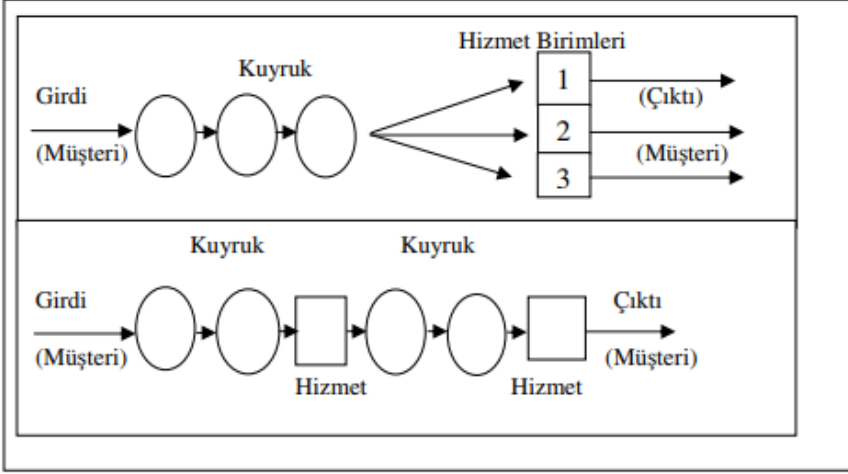 Hizmet Birimleri
Kuyruk
Girdi
(Müşteri)
1
2
3
(Çıktı)
(Müşteri)
Kuyruk
Kuyruk
Girdi
(Müşteri)
Hizmet
Hizmet
Çıktı
(Müşteri)